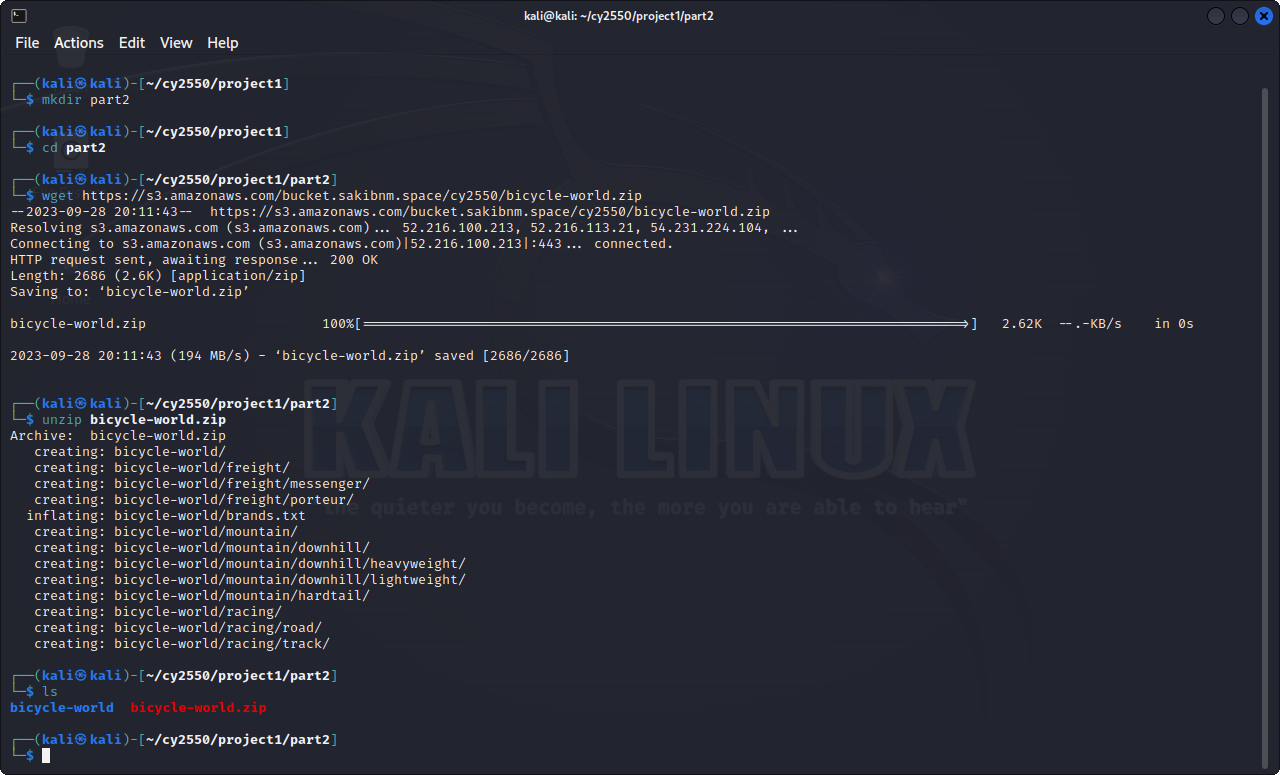 kali@kali: ~/cy2550/project1/part2
File Actions Edit View Help
┌──(kali㉿kali)-[~/cy2550/project1]
└─$ mkdir part2
┌──(kali㉿kali)-[~/cy2550/project1]
└─$ cd part2
┌──(kali㉿kali)-[~/cy2550/project1/part2]
└─$ wget https://s3.amazonaws.com/bucket.sakibnm.space/cy2550/bicycle-world.zip
--2023-09-28 20:11:43--  https://s3.amazonaws.com/bucket.sakibnm.space/cy2550/bicycle-world.zip
Resolving s3.amazonaws.com (s3.amazonaws.com)... 52.216.100.213, 52.216.113.21, 54.231.224.104, ...
Connecting to s3.amazonaws.com (s3.amazonaws.com)|52.216.100.213|:443... connected.
HTTP request sent, awaiting response... 200 OK
Length: 2686 (2.6K) [application/zip]
Saving to: ‘bicycle-world.zip’
bicycle-world.zip 100%[===========================================================================>] 2.62K --.-KB/s in 0s
2023-09-28 20:11:43 (194 MB/s) - ‘bicycle-world.zip’ saved [2686/2686]
┌──(kali㉿kali)-[~/cy2550/project1/part2]
└─$ unzip bicycle-world.zip
Archive:  bicycle-world.zip
   creating: bicycle-world/
   creating: bicycle-world/freight/
   creating: bicycle-world/freight/messenger/
   creating: bicycle-world/freight/porteur/
  inflating: bicycle-world/brands.txt
   creating: bicycle-world/mountain/
   creating: bicycle-world/mountain/downhill/
   creating: bicycle-world/mountain/downhill/heavyweight/
   creating: bicycle-world/mountain/downhill/lightweight/
   creating: bicycle-world/mountain/hardtail/
   creating: bicycle-world/racing/
   creating: bicycle-world/racing/road/
   creating: bicycle-world/racing/track/
┌──(kali㉿kali)-[~/cy2550/project1/part2]
└─$ ls
bicycle-world  bicycle-world.zip
┌──(kali㉿kali)-[~/cy2550/project1/part2]
└─$
KALI LINUX
the quieter you become, the more you are able to hear"